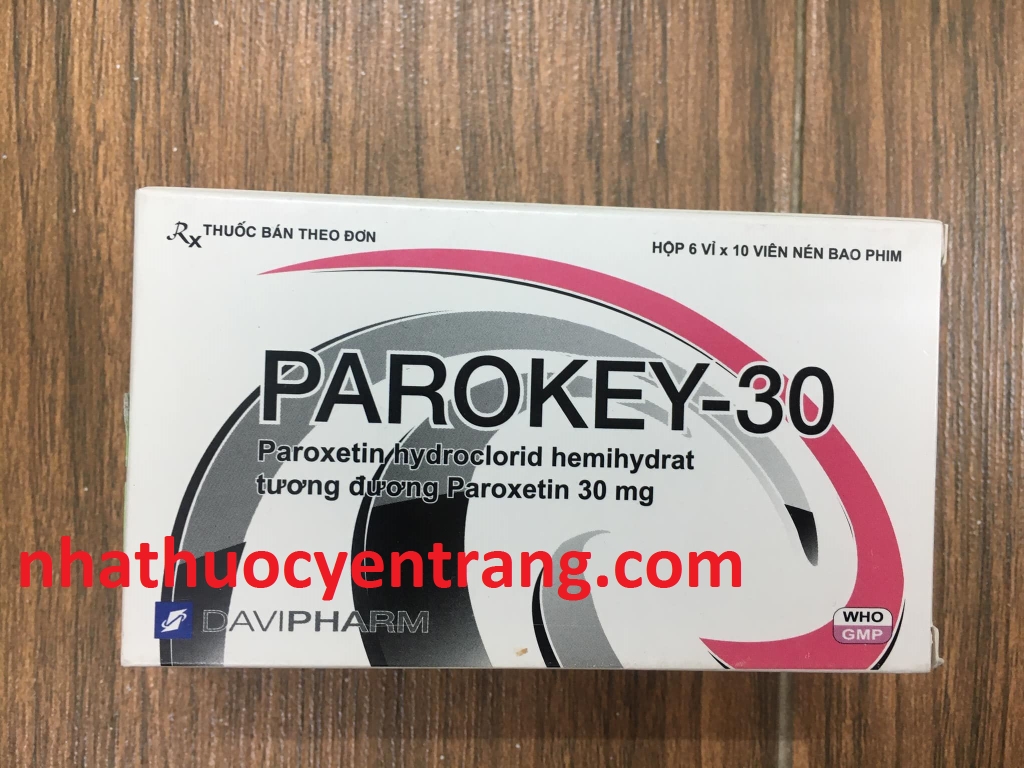 Rx THUỐC BÁN THEO ĐƠN
HỘP 6 VỈ x 10 VIÊN NÉN BAO PHIM
PAROKEY-30
Paroxetin hydroclorid hemihydrat
tương đương Paroxetin 30 mg
nhathuocyentrang.com
DAVIPHARM
WHO
GMP